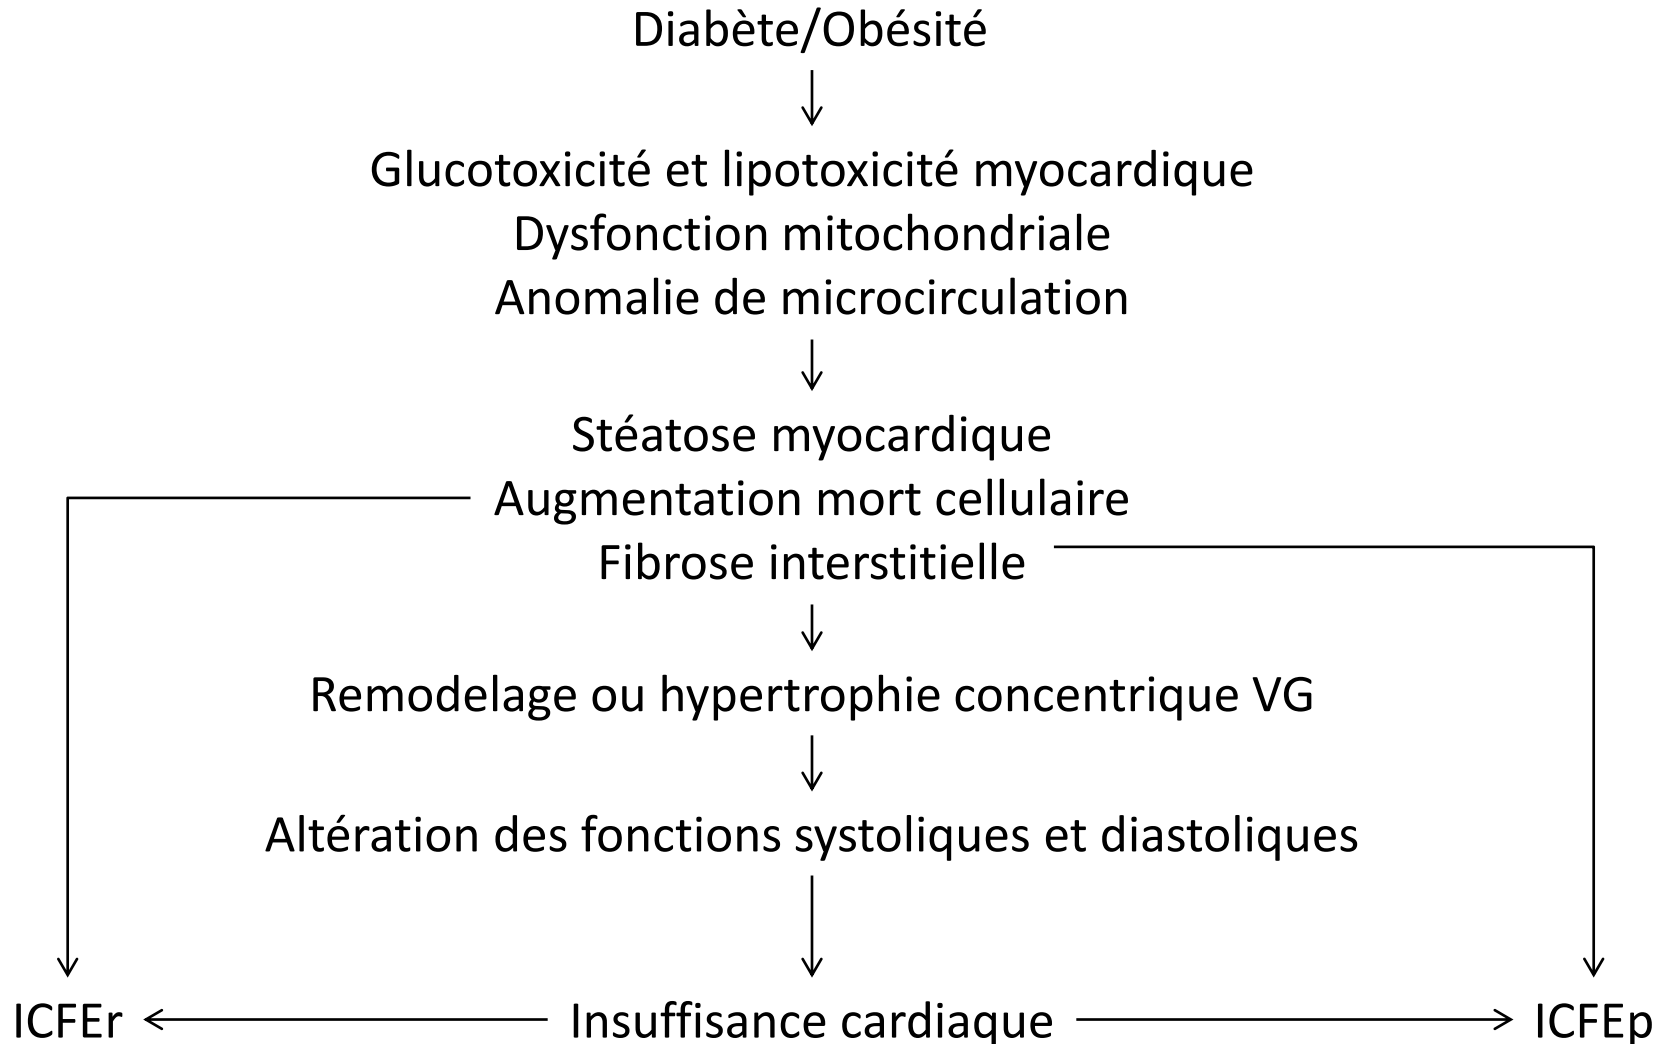 Diabète/Obésité
Glucotoxicité et lipotoxicité myocardique
Dysfonction mitochondriale
Anomalie de microcirculation
Stéatose myocardique
Augmentation mort cellulaire
Fibrose interstitielle
Remodelage ou hypertrophie concentrique VG
Altération des fonctions systoliques et diastoliques
ICFEr
Insuffisance cardiaque
ICFEp